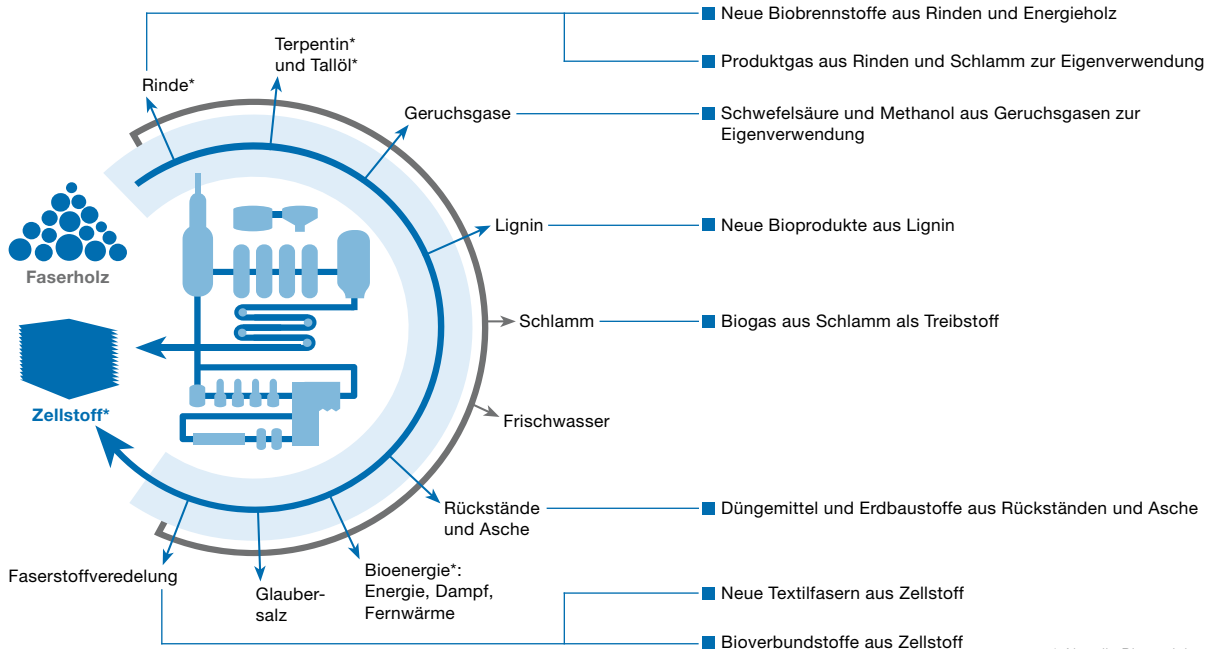 Neue Biobrennstoffe aus Rinden und Energieholz
Terpentin*
und Tallöl*
Produktgas aus Rinden und Schlamm zur Eigenverwendung
Rinde*
Geruchsgase
Schwefelsäure und Methanol aus Geruchsgasen zur
Eigenverwendung
Lignin
Neue Bioprodukte aus Lignin
Faserholz
Schlamm
Biogas aus Schlamm als Treibstoff
Zellstoff*
Frischwasser
Rückstände
und Asche
Düngemittel und Erdbaustoffe aus Rückständen und Asche
Faserstoffveredelung
Glauber-
salz
Bioenergie*:
Energie, Dampf,
Fernwärme
Neue Textilfasern aus Zellstoff
Bioverbundstoffe aus Zellstoff